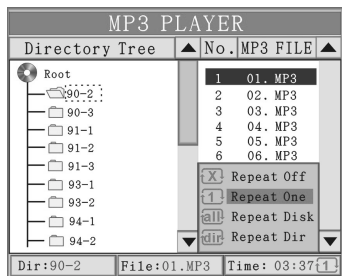 MP3 PLAYER
Directory Tree No. MP3 FILE
Root
90-2
90-3
91-1
91-2
91-3
93-1
93-2
94-1
94-2
1 01. MP3
2 02. MP3
3 03. MP3
4 04. MP3
5 05. MP3
6 06. MP3
X Repeat Off
1 Repeat One
all Repeat Disk
dir Repeat Dir
Dir:90-2 File:01.MP3 Time: 03:37 1